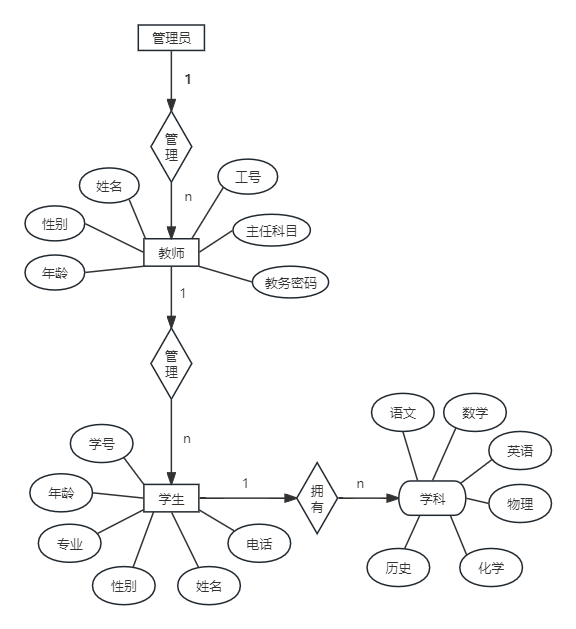 管理员
1
管
理
n
姓名
工号
性别
主任科目
教师
年龄
教务密码
1
管
理
n
学号
年龄
学生
专业
性别
姓名
电话
1
拥
有
n
语文
数学
英语
学科
物理
历史
化学